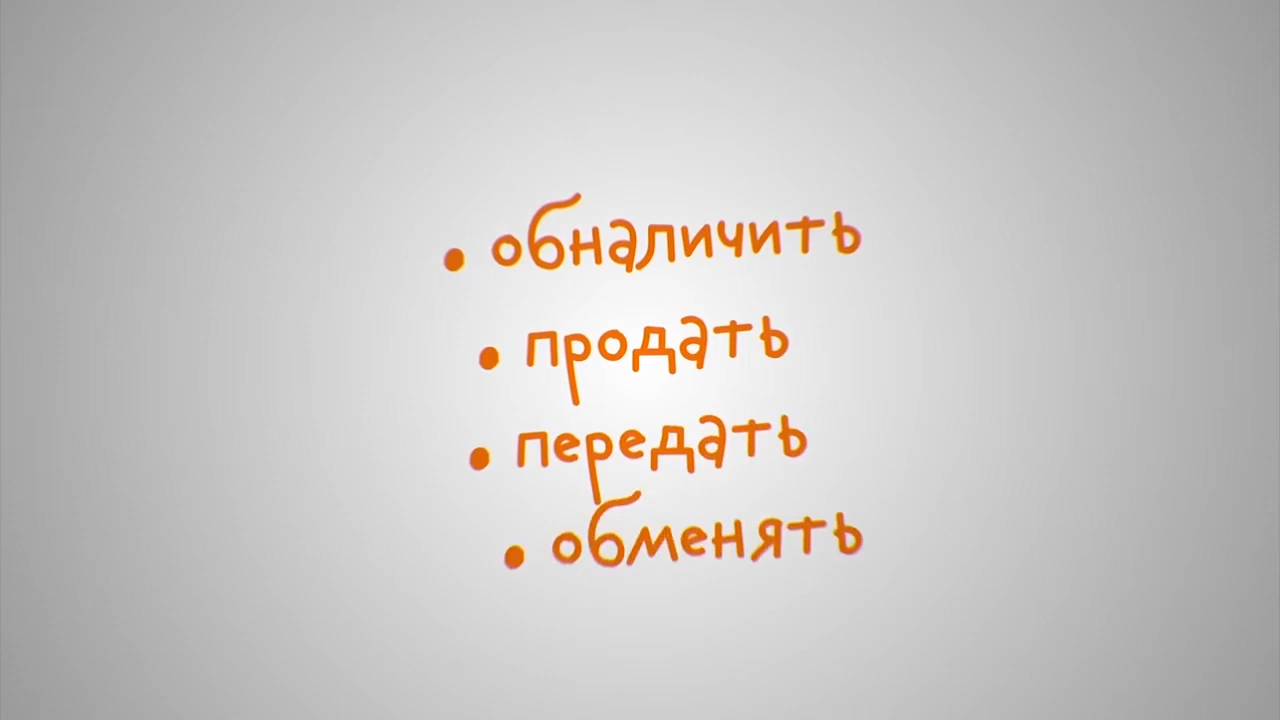 • обналичить
• продать
• передать
• обменять